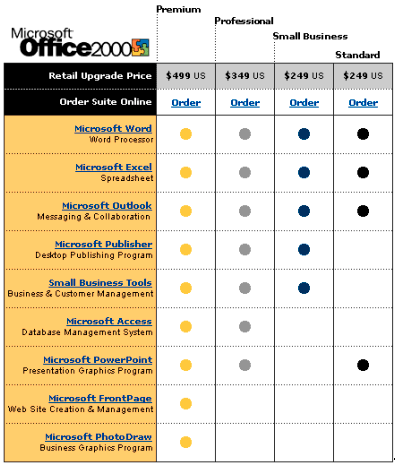 Premium
Professional
Small Business
Standard
Microsoft
Office2000
Retail Upgrade Price $499 US $349 US $249 US $249 US
Order Suite Online Order Order Order Order
Microsoft Word
Word Processor
Microsoft Excel
Spreadsheet
Microsoft Outlook
Messaging & Collaboration
Microsoft Publisher
Desktop Publishing Program
Small Business Tools
Business & Customer Management
Microsoft Access
Database Management System
Microsoft PowerPoint
Presentation Graphics Program
Microsoft FrontPage
Web Site Creation & Management
Microsoft PhotoDraw
Business Graphics Program